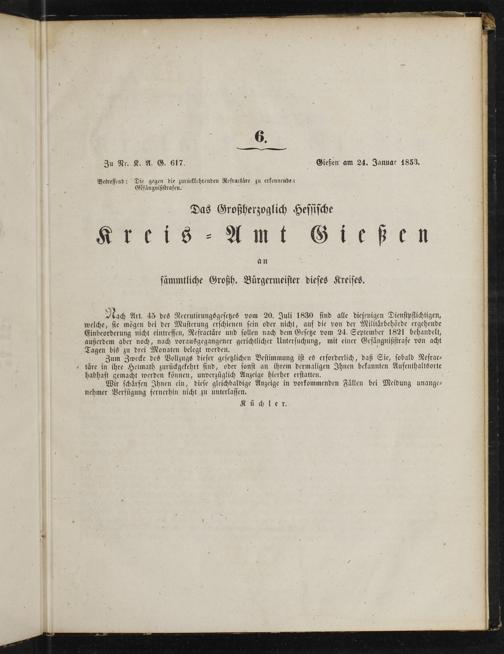 6.
Zu Nr. K. A. G. 617.
Gießen am 24. Januar 1853.
Betreffend: Die gegen die zurückkehrenden Refractäre zu erkennende
Gefängnißstrafen.
Das Großherzoglich Hessische
Kreis-Amt Gießen
an
sämmtliche Großh. Bürgermeister dieses Kreises.
Nach Art. 45 des Recrutirungsgesetzes vom 20. Juli 1830 sind alle diejenigen Dienstpflichtigen,
welche, sie mögen bei der Musterung erschienen sein oder nicht, auf die von der Militärbehörde ergehende
Einbeorderung nicht eintreffen, Refractäre und sollen nach dem Gesetze vom 24. September 1821 behandelt,
außerdem aber noch, nach vorausgegangener gerichtlicher Untersuchung, mit einer Gefängnißstrafe von acht
Tagen bis zu drei Monaten belegt werden.
Zum Zwecke des Vollzugs dieser gesetzlichen Bestimmung ist es erforderlich, daß Sie, sobald Refrac-
täre in ihre Heimath zurückgekehrt sind, oder sonst an ihrem dermaligen Ihnen bekannten Aufenthaltsorte
habhaft gemacht werden können, unverzüglich Anzeige hierher erstatten.
Wir schärfen Ihnen ein, diese gleichbaldige Anzeige in vorkommenden Fällen bei Meidung unange-
nehmer Verfügung fernerhin nicht zu unterlassen.
Küchler.